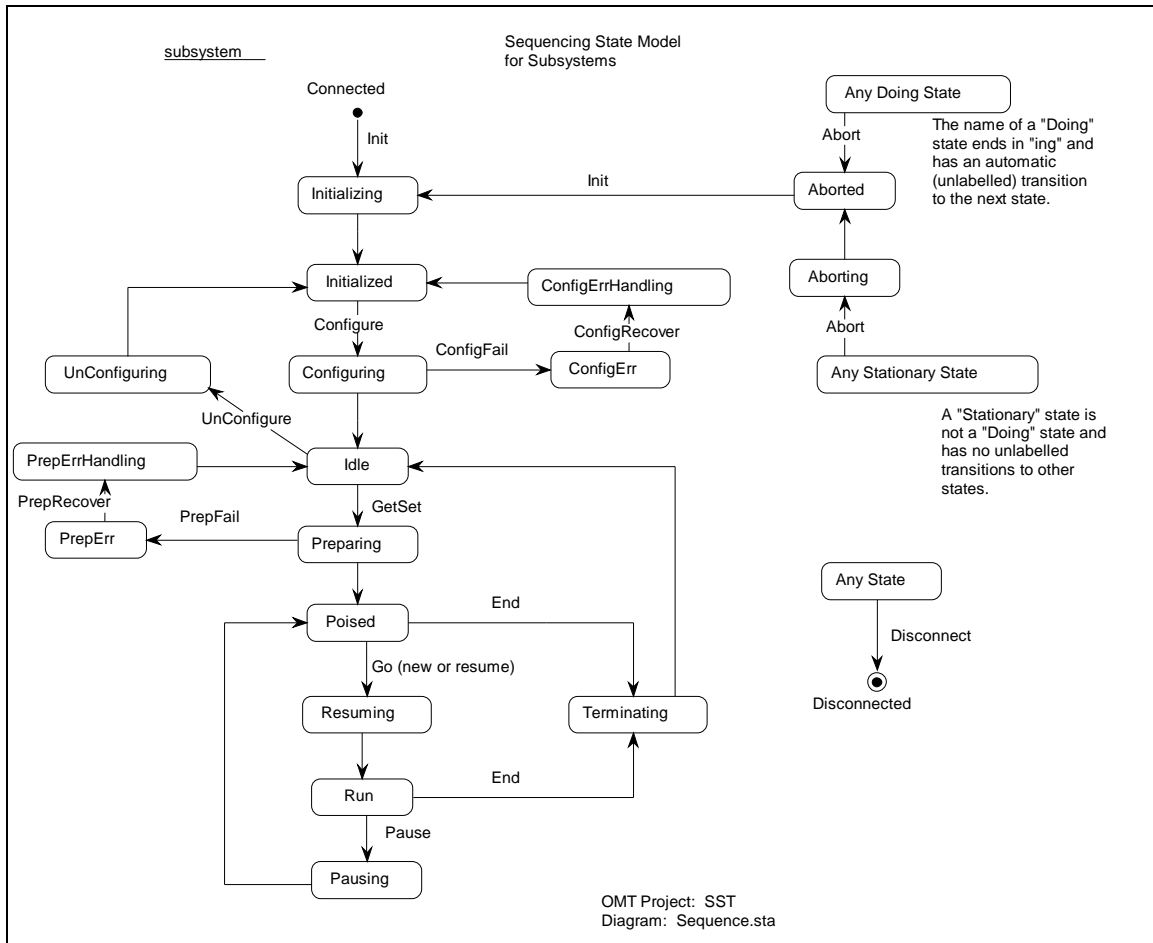 subsystem
Sequencing State Model
for Subsystems
Connected
Init
Any Doing State
Abort
The name of a "Doing"
state ends in "ing" and
has an automatic
(unlabelled) transition
to the next state.
Initializing
Init
Aborted
Initialized
ConfigErrHandling
Aborting
Configure
ConfigRecover
Abort
UnConfiguring
Configuring
ConfigFail
ConfigErr
Any Stationary State
UnConfigure
A "Stationary" state is
not a "Doing" state and
has no unlabelled
transitions to other
states.
PrepErrHandling
Idle
PrepRecover
GetSet
PrepFail
PrepErr
Preparing
Any State
End
Poised
Disconnect
Go (new or resume)
Resuming
Terminating
Disconnected
End
Run
Pause
Pausing
OMT Project: SST
Diagram: Sequence.sta